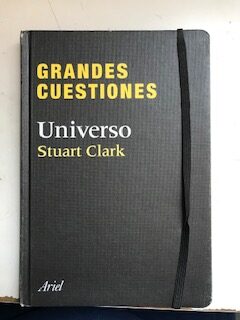 GRANDES
CUESTIONES
Universo
Stuart Clark
Ariel